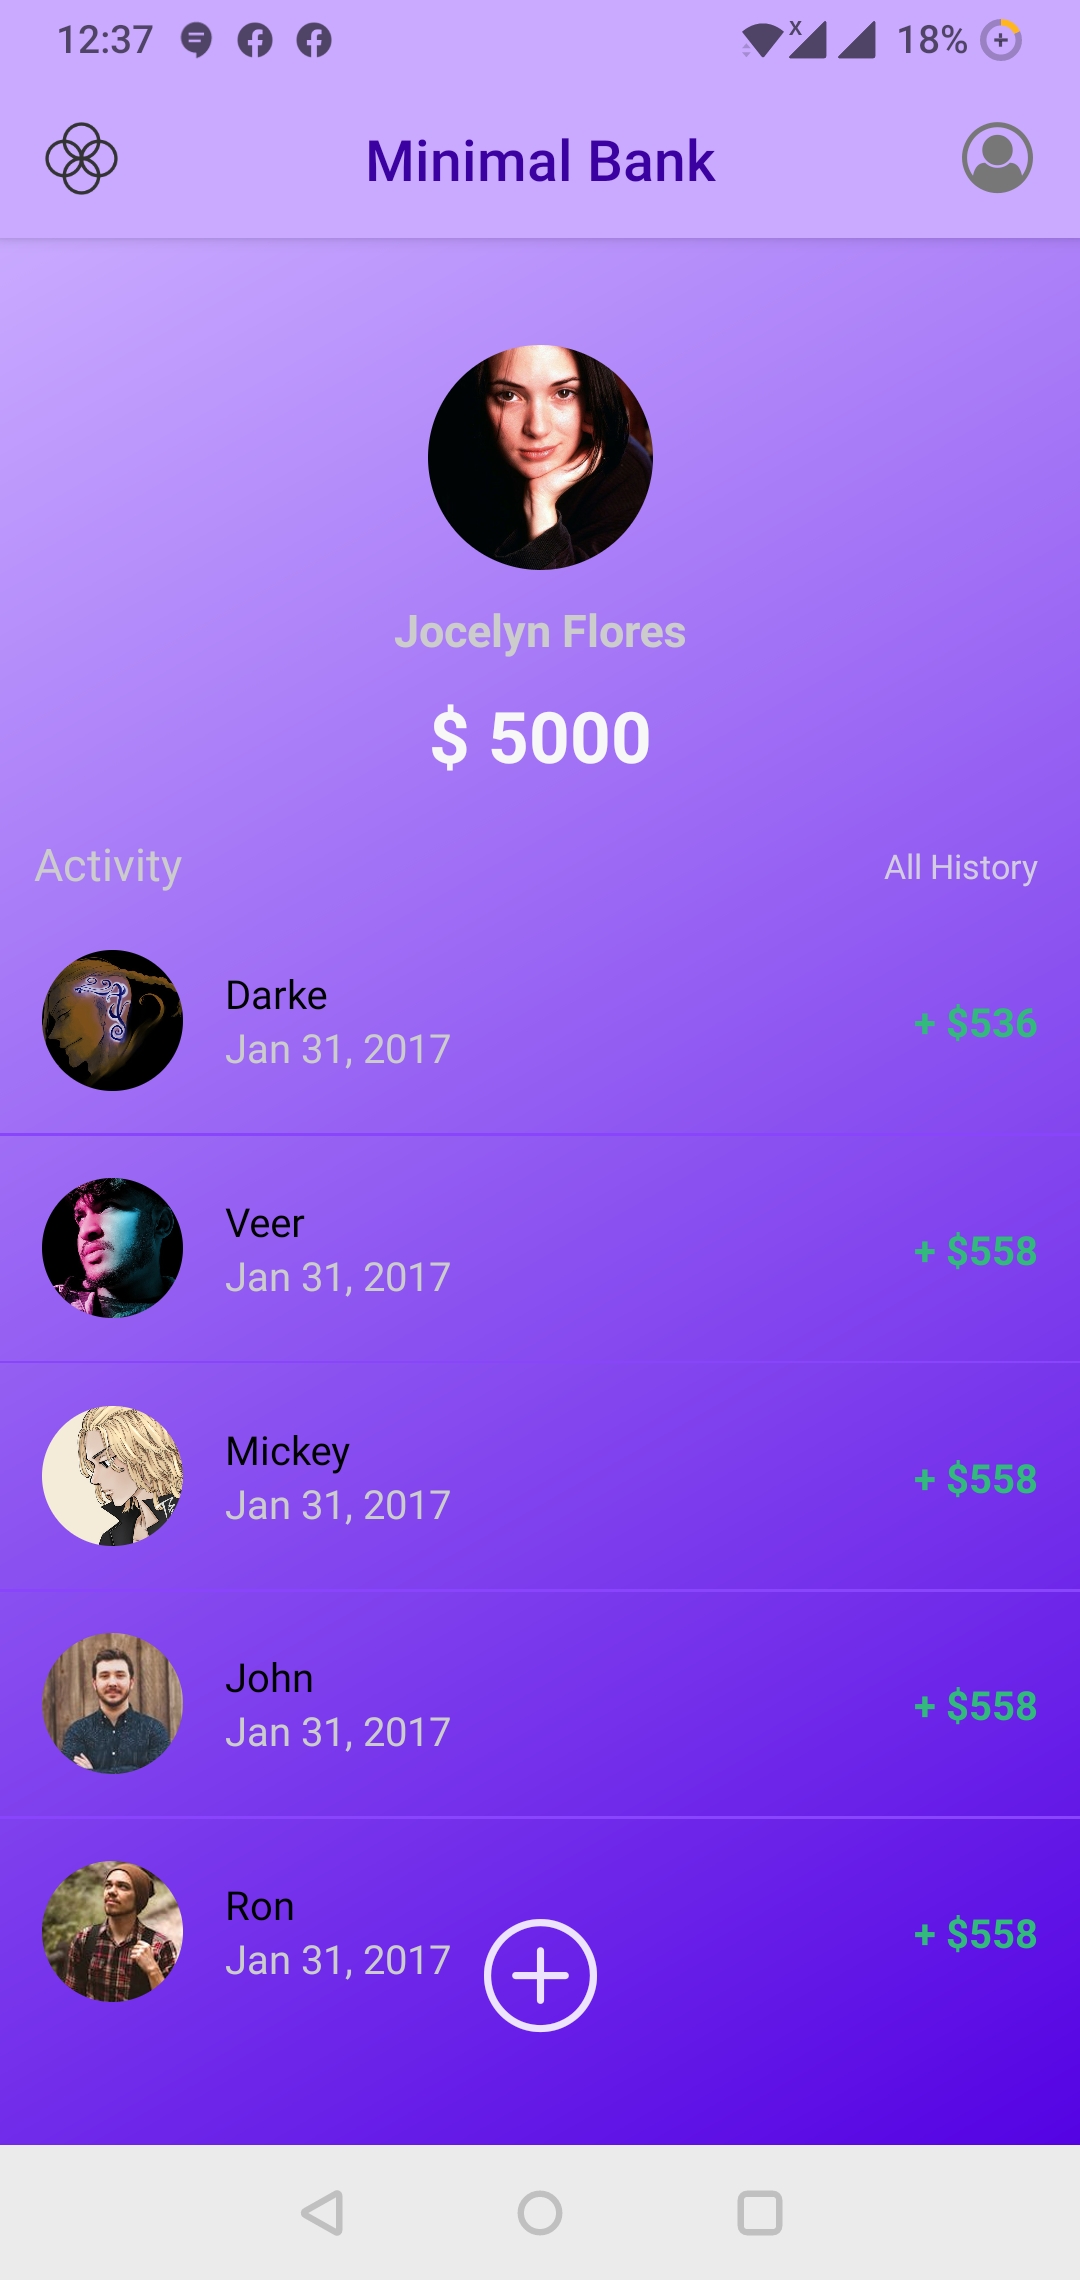 12:37
X 18%
Minimal Bank
Jocelyn Flores
$ 5000
Activity
All History
Darke
Jan 31, 2017
+ $536
Veer
Jan 31, 2017
+ $558
Mickey
Jan 31, 2017
+ $558
John
Jan 31, 2017
+ $558
Ron
Jan 31, 2017
+ $558